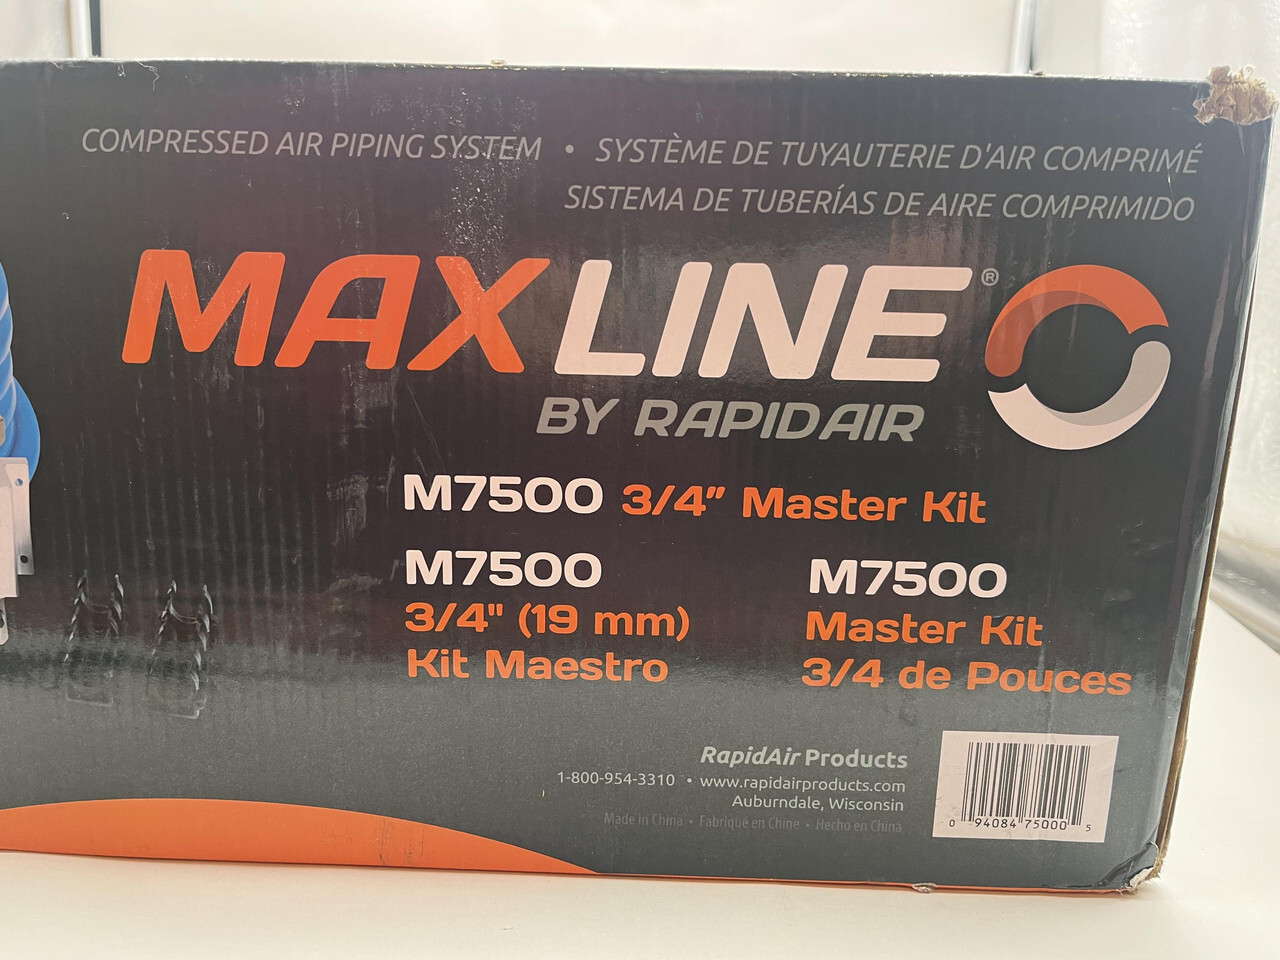 COMPRESSED AIR PIPING SYSTEM • SYSTÈME DE TUYAUTERIE D'AIR COMPRIMÉ
SISTEMA DE TUBERÍAS DE AIRE COMPRIMIDO
MAXLINE®
BY RAPIDAIR
M7500 3/4” Master Kit
M7500
3/4" (19 mm)
Kit Maestro
M7500
Master Kit
3/4 de Pouces
RapidAir Products
1-800-954-3310 • www.rapidairproducts.com
Auburndale, Wisconsin
Made in China • Fabriqué en Chine • Hecho en China
0 94084 75000 5